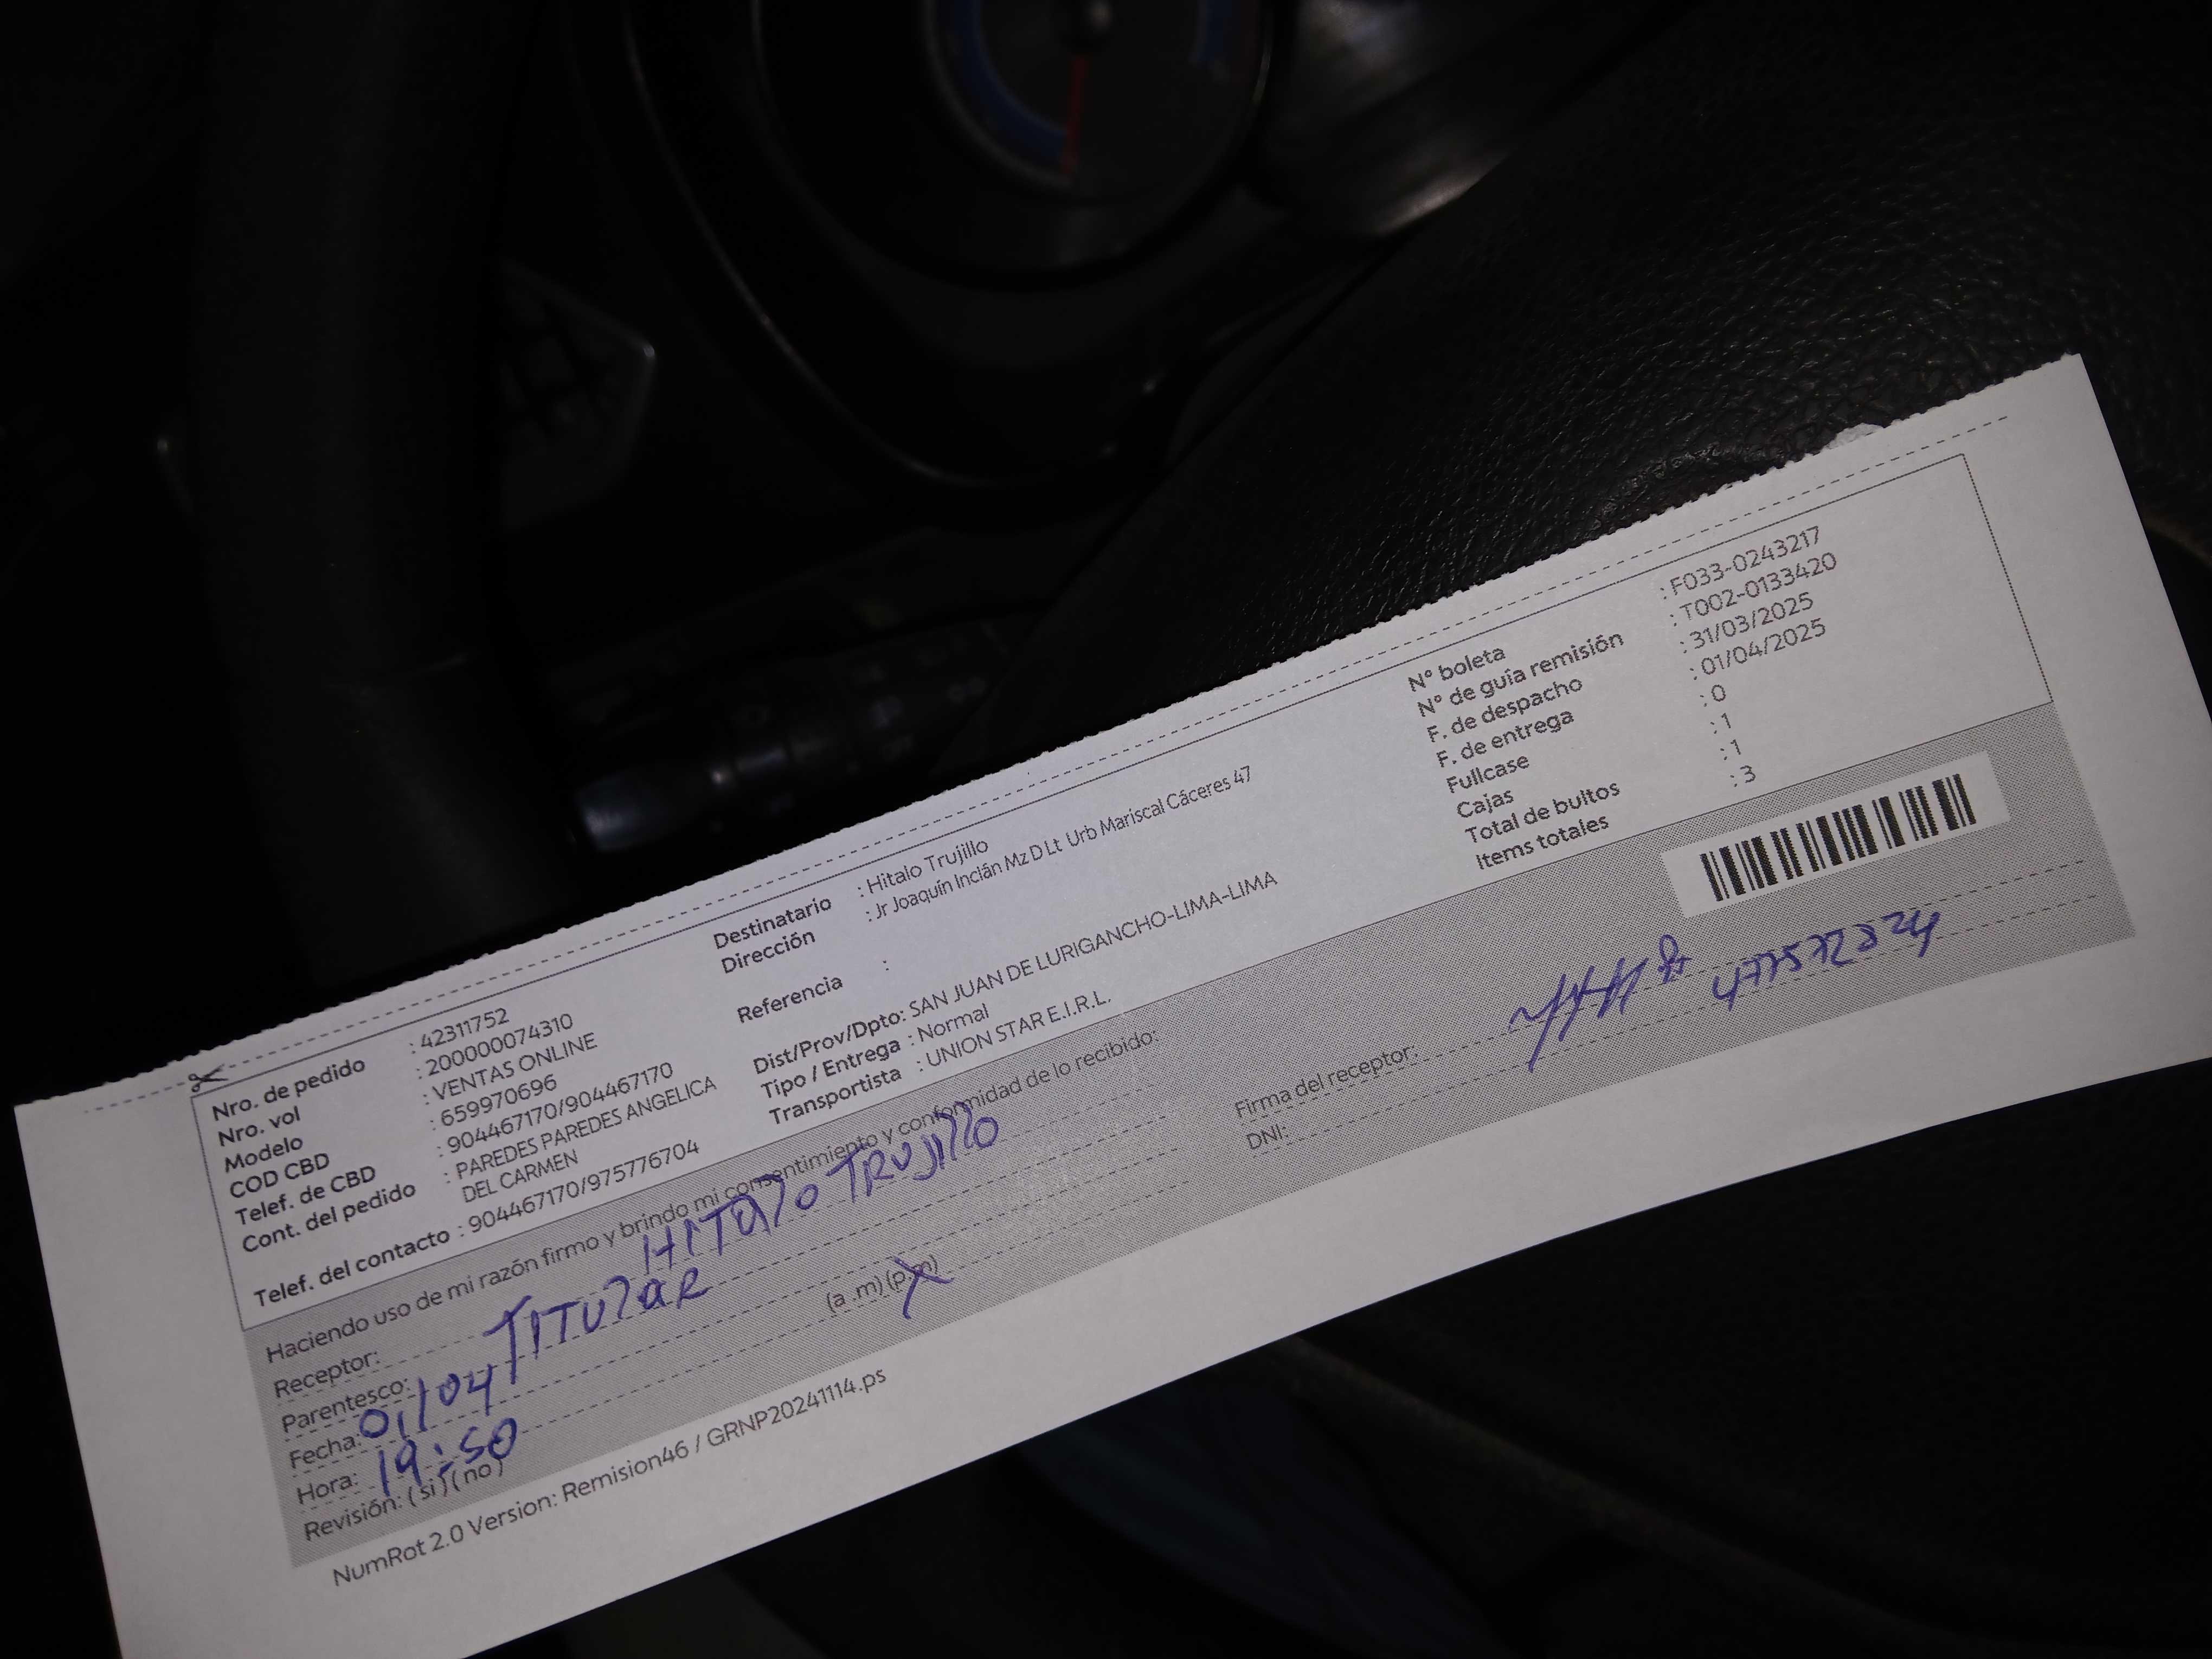 Nro. de pedido : 42311752
Nro. vol : 200000074310
Modelo : VENTAS ONLINE
COD CBD : 659970696
Telef. de CBD : 904467170/904467170
Cont. del pedido : PAREDES PAREDES ANGELICA
DEL CARMEN
Telef. del contacto : 904467170/975776704
Destinatario : Hitalo Trujillo
Dirección : Jr Joaquín Inclán Mz D Lt Urb Mariscal Cáceres 47
Referencia :
Dist/Prov/Dpto: SAN JUAN DE LURIGANCHO-LIMA-LIMA
Tipo / Entrega : Normal
Transportista : UNION STAR E.I.R.L.
N° boleta : F033-0243217
N° de guía remisión : T002-0133420
F. de despacho : 31/03/2025
F. de entrega : 01/04/2025
Fullcase : 0
Cajas : 1
Total de bultos : 1
Items totales : 3
Haciendo uso de mi razón firmo y brindo mi consentimiento y conformidad de lo recibido:
Receptor: HITALO TRUJILLO
Parentesco: TITULAR
Fecha: 01/04
Hora: 19:50 (a .m) (p.m)
Revisión: ( si ) ( no )
Firma del receptor:
DNI:
NumRot 2.0 Version: Remision46 / GRNP20241114.ps